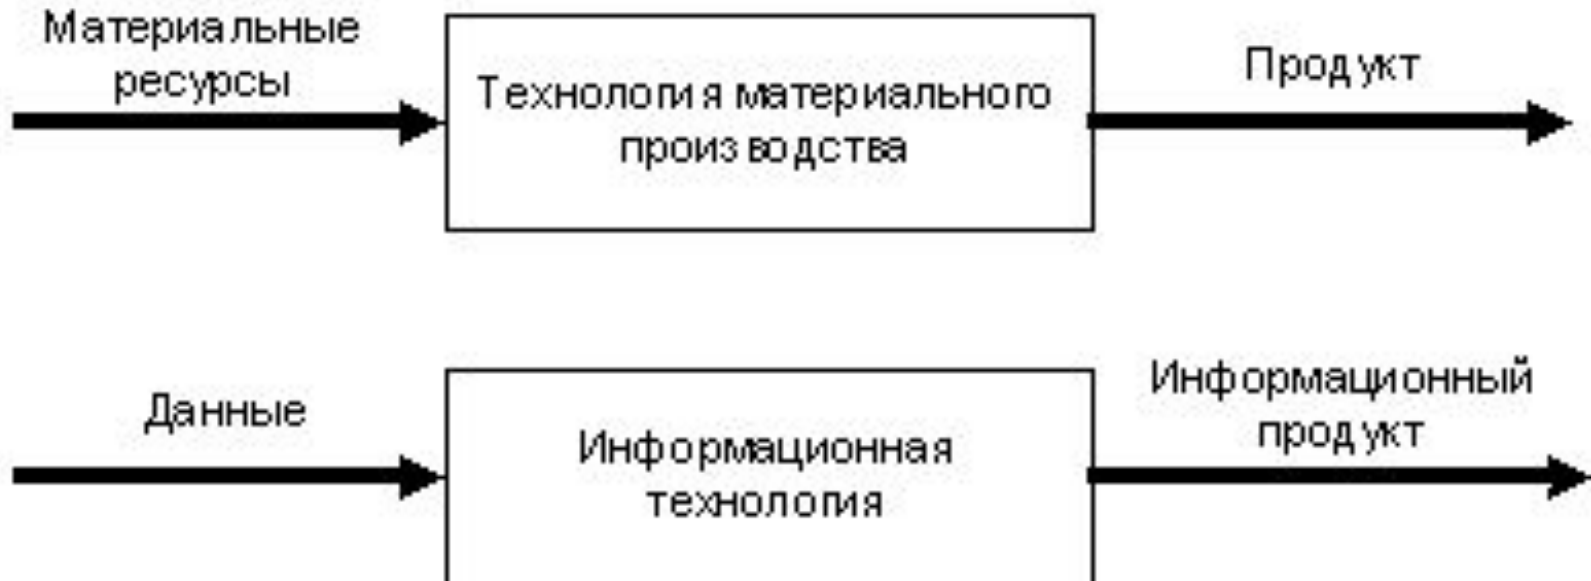 Материальные
ресурсы
Технология материального
производства
Продукт
Данные
Информационная
технология
Информационный
продукт